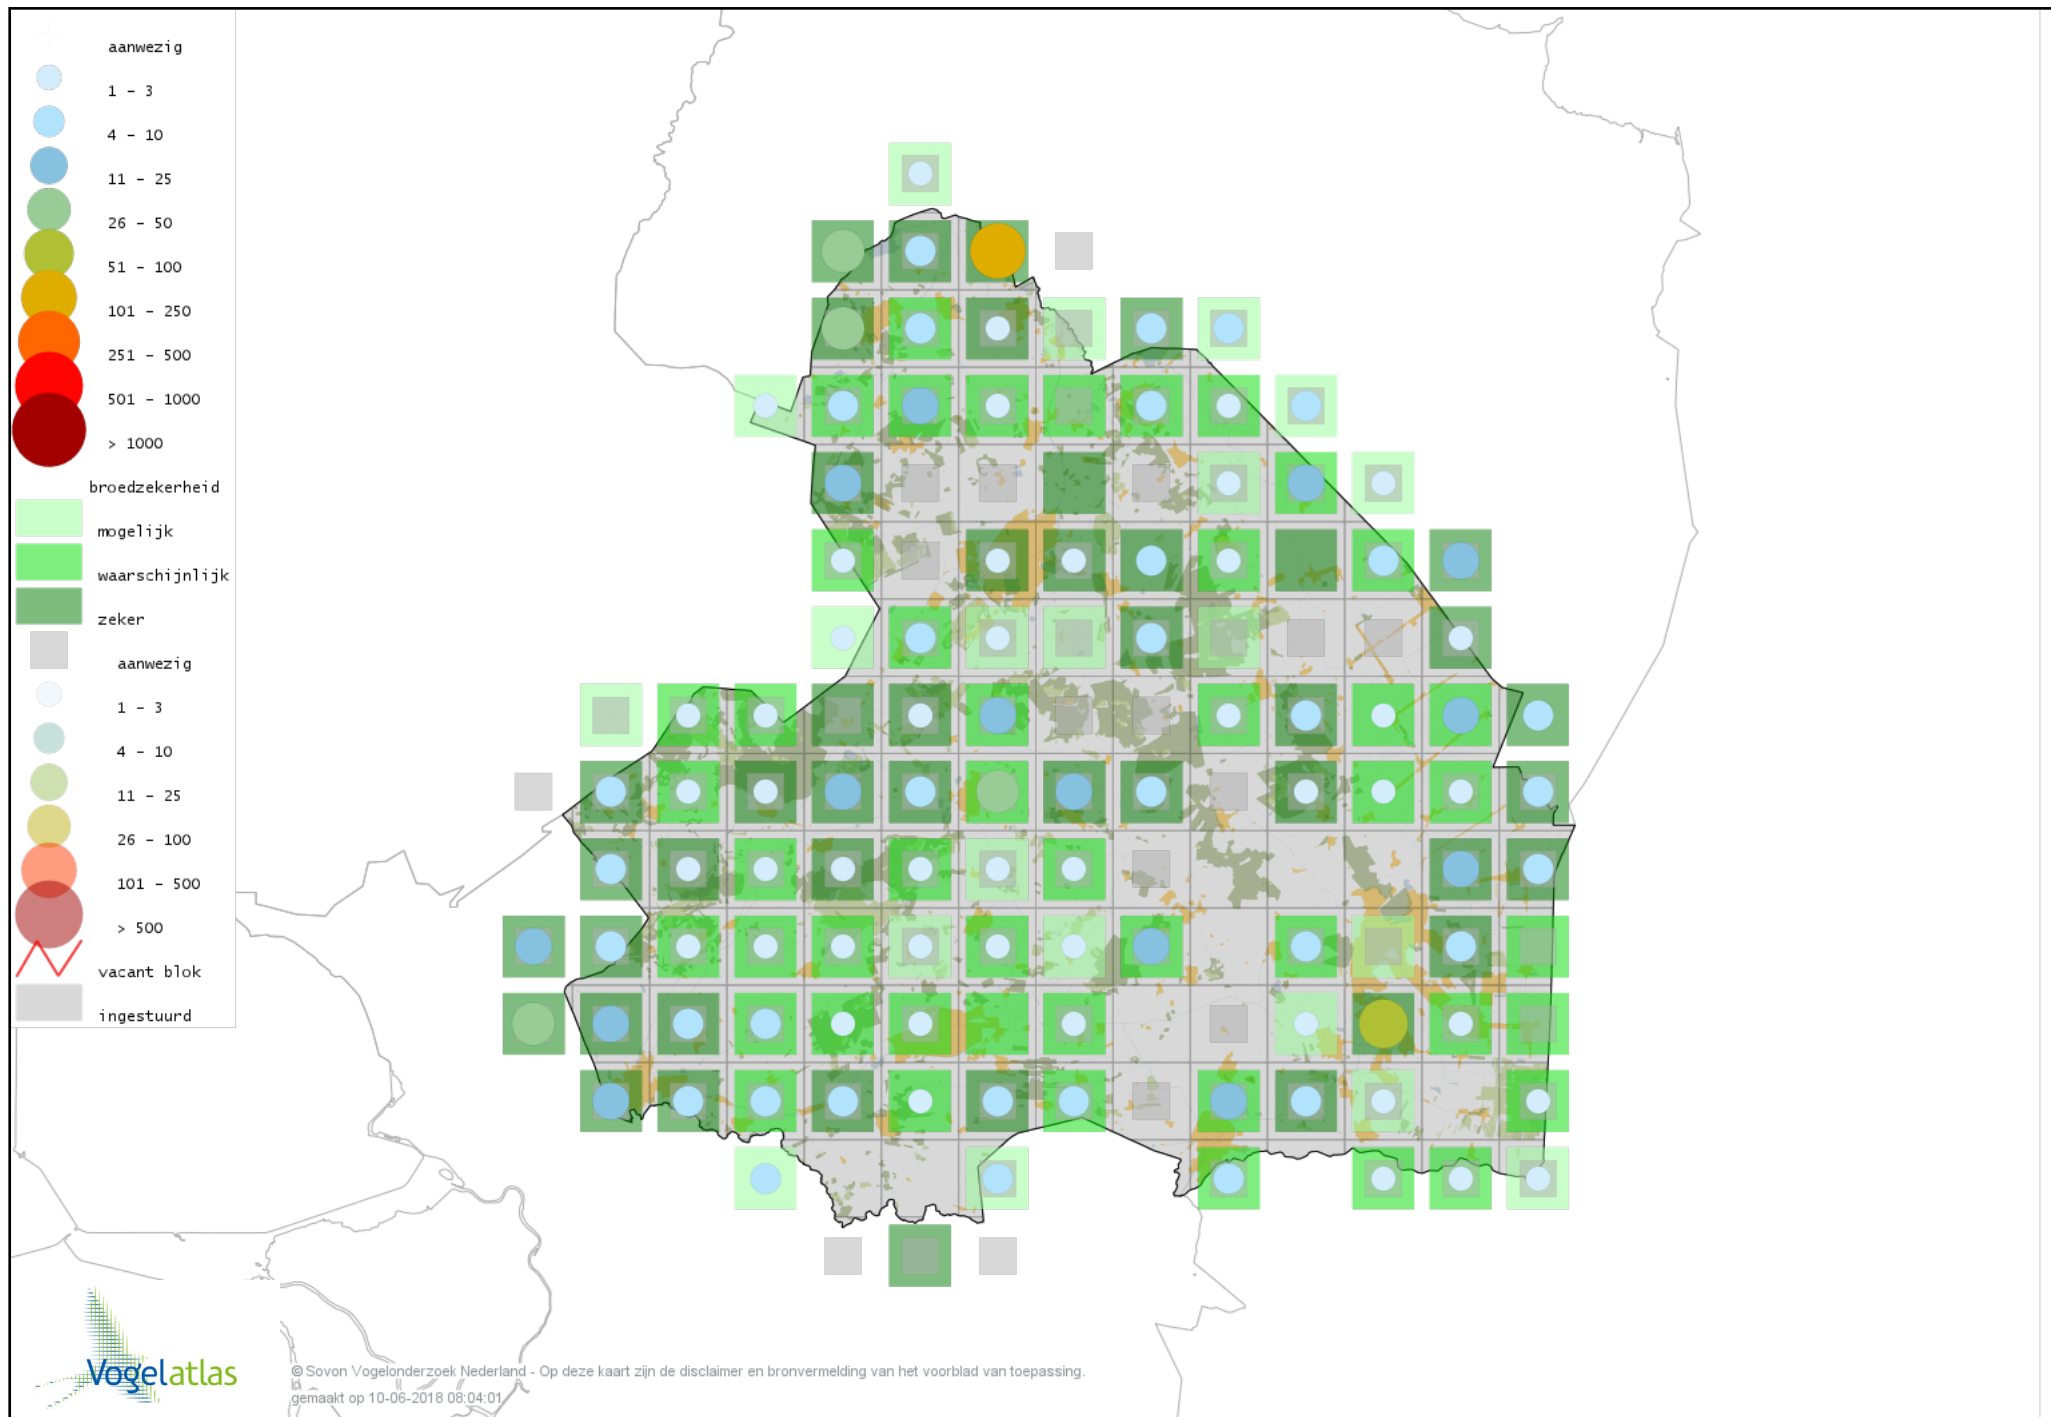 aanwezig
1 - 3
4 - 10
11 - 25
26 - 50
51 - 100
101 - 250
251 - 500
501 - 1000
> 1000
broedzekerheid
mogelijk
waarschijnlijk
zeker
aanwezig
1 - 3
4 - 10
11 - 25
26 - 100
101 - 500
> 500
vacant blok
ingestuurd
Vogelatlas
© Sovon Vogelonderzoek Nederland - Op deze kaart zijn de disclaimer en bronvermelding van het voorblad van toepassing.
gemaakt op 10-06-2018 08:04:01